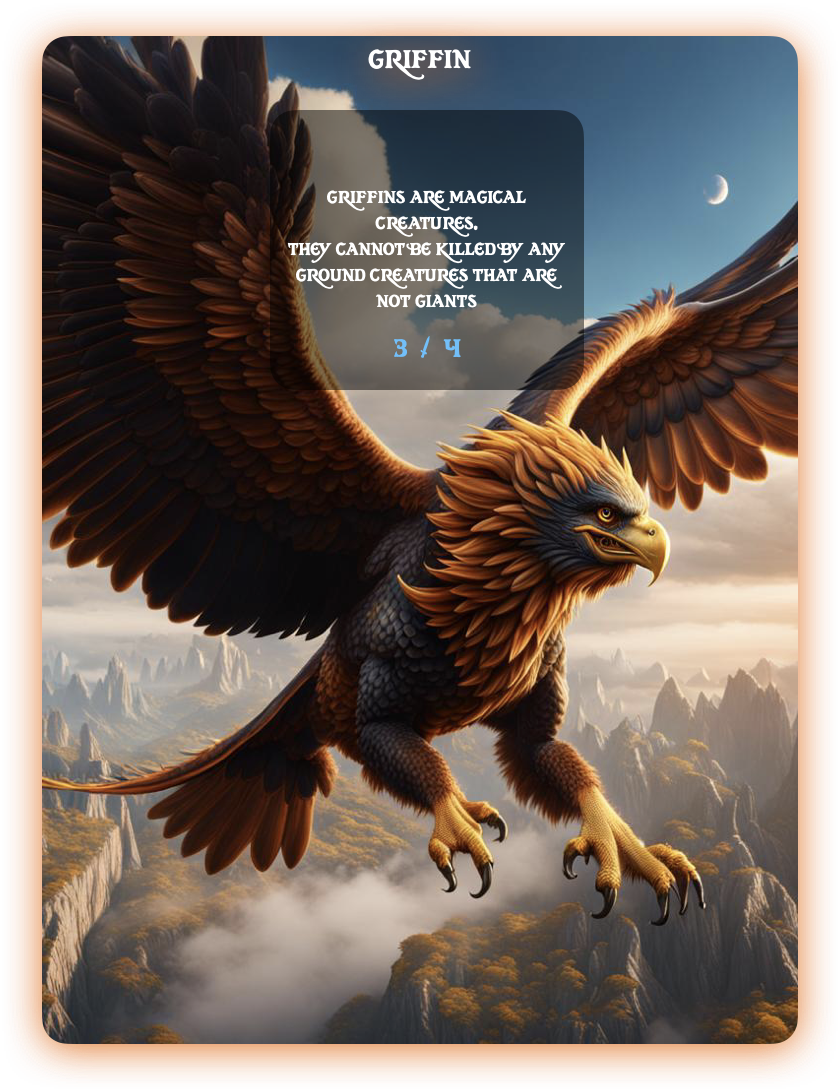 GRIFFIN
GRIFFINS ARE MAGICAL
CREATURES.
THEY CANNOT BE KILLED BY ANY
GROUND CREATURES THAT ARE
NOT GIANTS
3 / 4